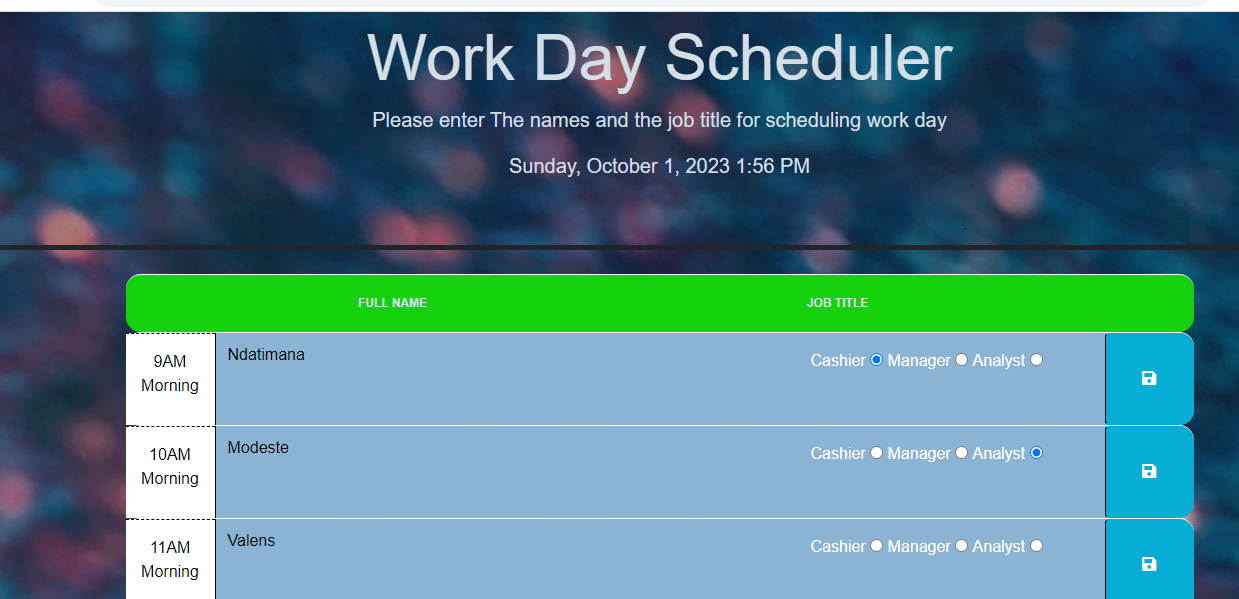 Work Day Scheduler
Please enter The names and the job title for scheduling work day
Sunday, October 1, 2023 1:56 PM
FULL NAME JOB TITLE
9AM
Morning
Ndatimana
Cashier Manager Analyst
10AM
Morning
Modeste
Cashier Manager Analyst
11AM
Morning
Valens
Cashier Manager Analyst